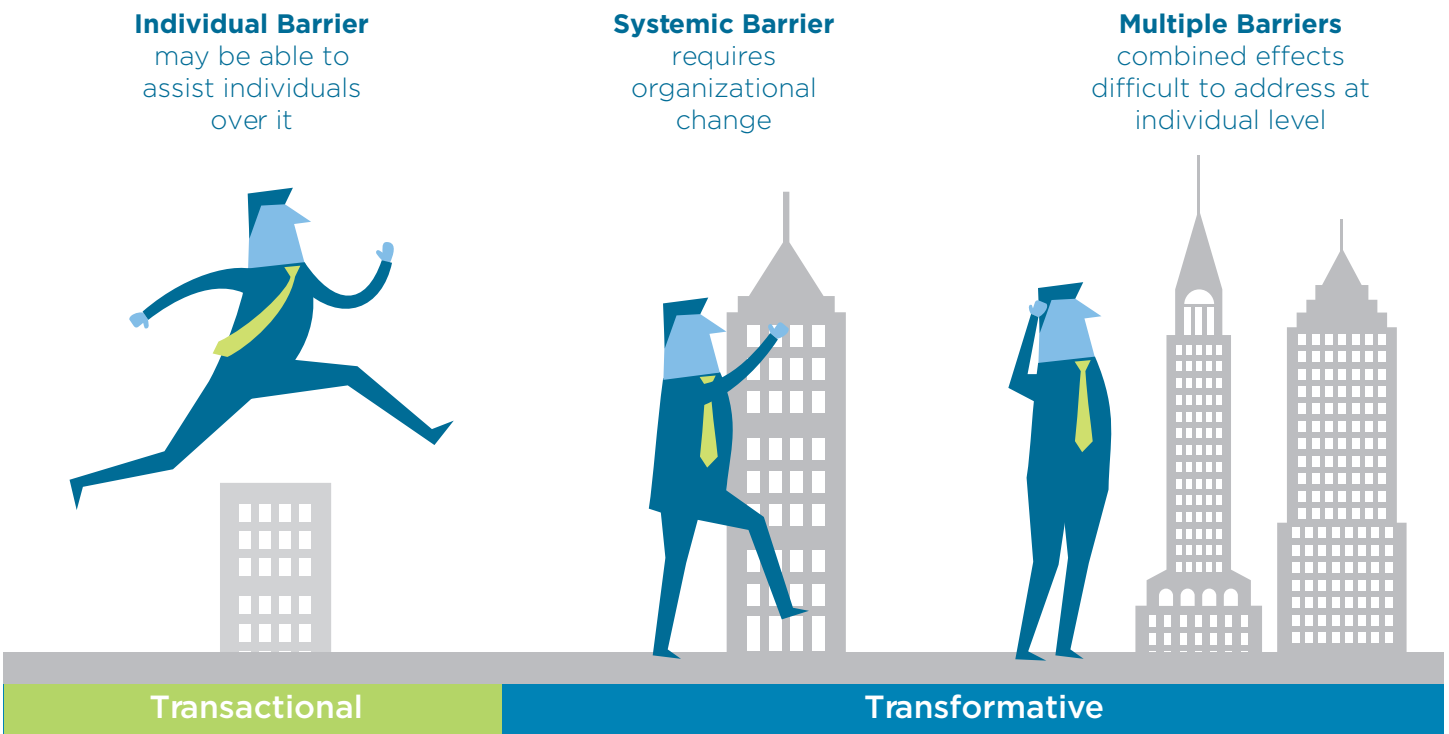 Individual Barrier
may be able to
assist individuals
over it
Systemic Barrier
requires
organizational
change
Multiple Barriers
combined effects
difficult to address at
individual level
Transactional
Transformative